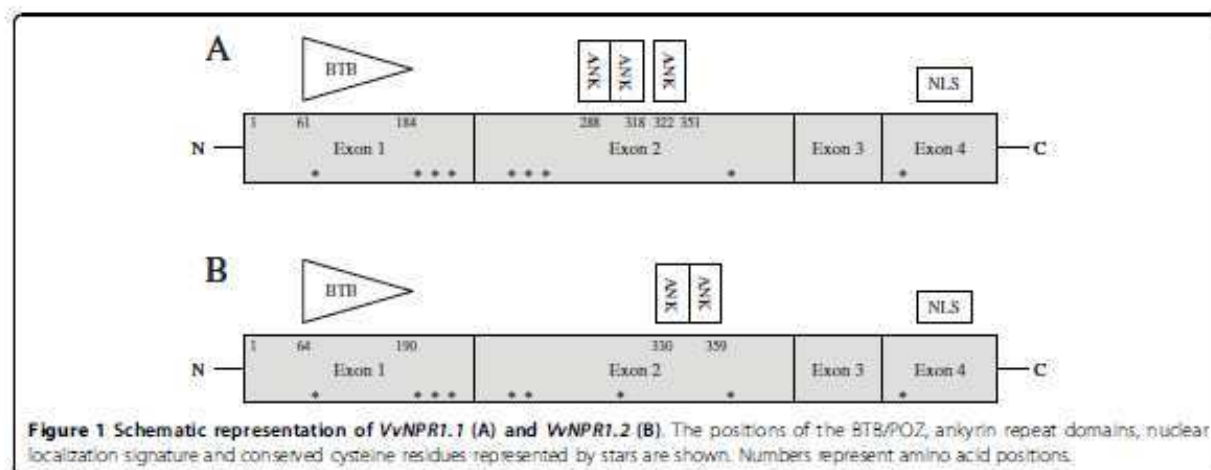 A
BTB
ANK ANK ANK
NLS
1 61 184 288 318 322 351
N Exon 1 Exon 2 Exon 3 Exon 4 C
* * * * * * * * *
B
BTB
ANK ANK
NLS
1 64 190 330 359
N Exon 1 Exon 2 Exon 3 Exon 4 C
* * * * * * * * *
Figure 1 Schematic representation of VvNPR1.1 (A) and VvNPR1.2 (B). The positions of the BTB/POZ, ankyrin repeat domains, nuclear
localization signature and conserved cysteine residues represented by stars are shown. Numbers represent amino acid positions.